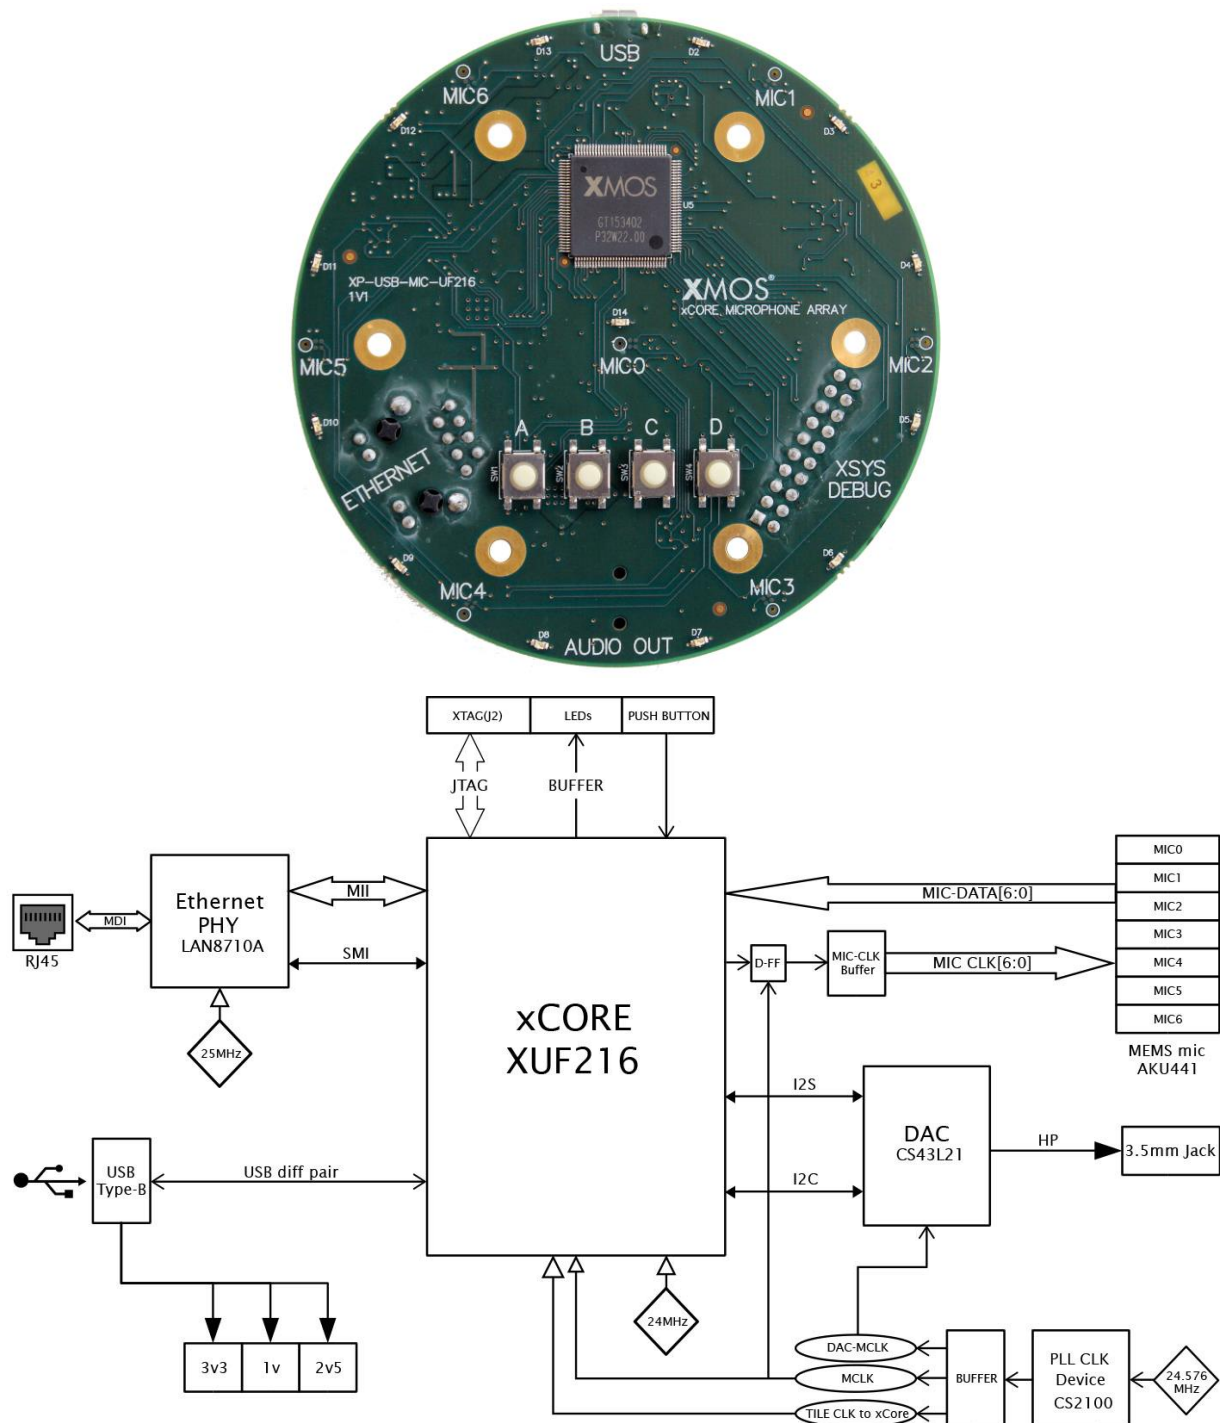 D13
USB
D2
MIC6
MIC1
D12
D3
XMOS
GT153402
P32W22.00
U5
3
D11
D4
XP-USB-MIC-UF216
1V1
XMOS®
xCORE MICROPHONE ARRAY
D14
MIC5
MIC0
MIC2
D10
D5
A B C D
SW1
SW2
SW3
SW4
ETHERNET
XSYS
DEBUG
D9
D6
MIC4
MIC3
D8
AUDIO OUT
D7
XTAG(J2)
LEDs
PUSH BUTTON
JTAG
BUFFER
MIC0
MIC1
MIC2
MIC3
MIC4
MIC5
MIC6
MEMS mic
AKU441
MIC-DATA[6:0]
Ethernet
PHY
LAN8710A
MII
MDI
SMI
RJ45
25MHz
D-FF
MIC-CLK
Buffer
MIC CLK[6:0]
xCORE
XUF216
I2S
DAC
CS43L21
HP
3.5mm Jack
I2C
USB
Type-B
USB diff pair
3v3
1v
2v5
24MHz
DAC-MCLK
MCLK
TILE CLK to xCore
BUFFER
PLL CLK
Device
CS2100
24.576
MHz